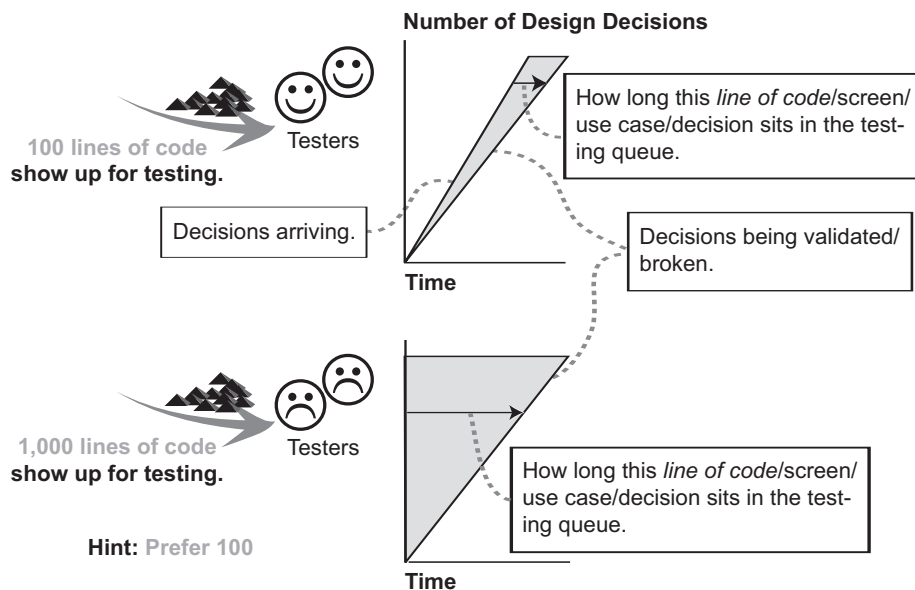 Number of Design Decisions
Testers
100 lines of code
show up for testing.
How long this line of code/screen/
use case/decision sits in the test-
ing queue.
Decisions arriving.
Decisions being validated/
broken.
Time
Testers
1,000 lines of code
show up for testing.
How long this line of code/screen/
use case/decision sits in the test-
ing queue.
Hint: Prefer 100
Time